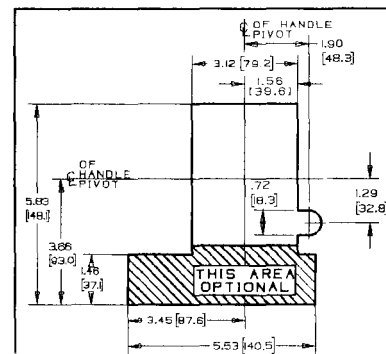 ℄ OF HANDLE
PIVOT
1.90
[48.3]
3.12 [79.2]
1.56
[39.6]
OF
℄ HANDLE
PIVOT
.72
[18.3]
1.29
[32.8]
5.83
[148.1]
3.66
[93.0]
1.46
[37.1]
THIS AREA
OPTIONAL
3.45 [87.6]
5.53 [140.5]